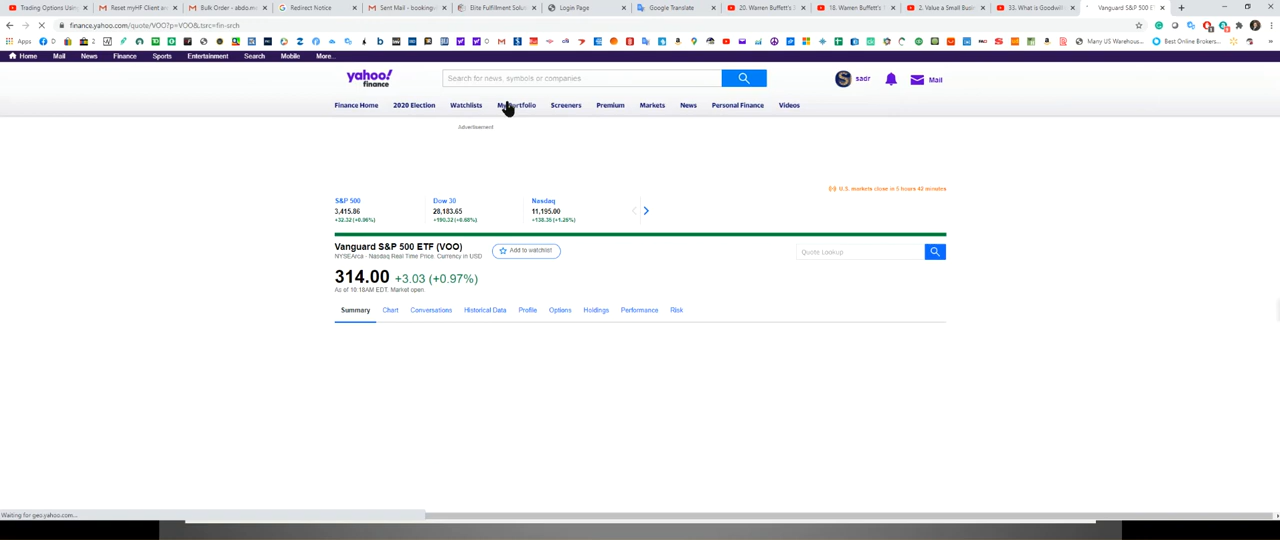 Trading Options Usin
Reset myHF Client an
Bulk Order - abdo.ma
Redirect Notice
Sent Mail - booking-v
Elite Fulfillment Solu
Login Page
Google Translate
20. Warren Buffett's
18. Warren Buffett's
2. Value a Small Busin
33. What is Goodwill
Vanguard S&P 500 E
finance.yahoo.com/quote/VOO?p=VOO&.tsrc=fin-srch
Apps
Many US Warehous...
Best Online Brokers...
Home Mail News Finance Sports Entertainment Search Mobile More...
yahoo! finance
Search for news, symbols or companies
sadr
Mail
Finance Home 2020 Election Watchlists My Portfolio Screeners Premium Markets News Personal Finance Videos
Advertisement
U.S. markets close in 5 hours 42 minutes
S&P 500 Dow 30 Nasdaq
3,415.86 28,183.65 11,195.00
+32.32 (+0.96%) +190.32 (+0.68%) +138.35 (+1.25%)
Vanguard S&P 500 ETF (VOO)
Add to watchlist
Quote Lookup
NYSEArca - Nasdaq Real Time Price. Currency in USD
314.00 +3.03 (+0.97%)
As of 10:18AM EDT. Market open
Summary Chart Conversations Historical Data Profile Options Holdings Performance Risk
Waiting for geo.yahoo.com...